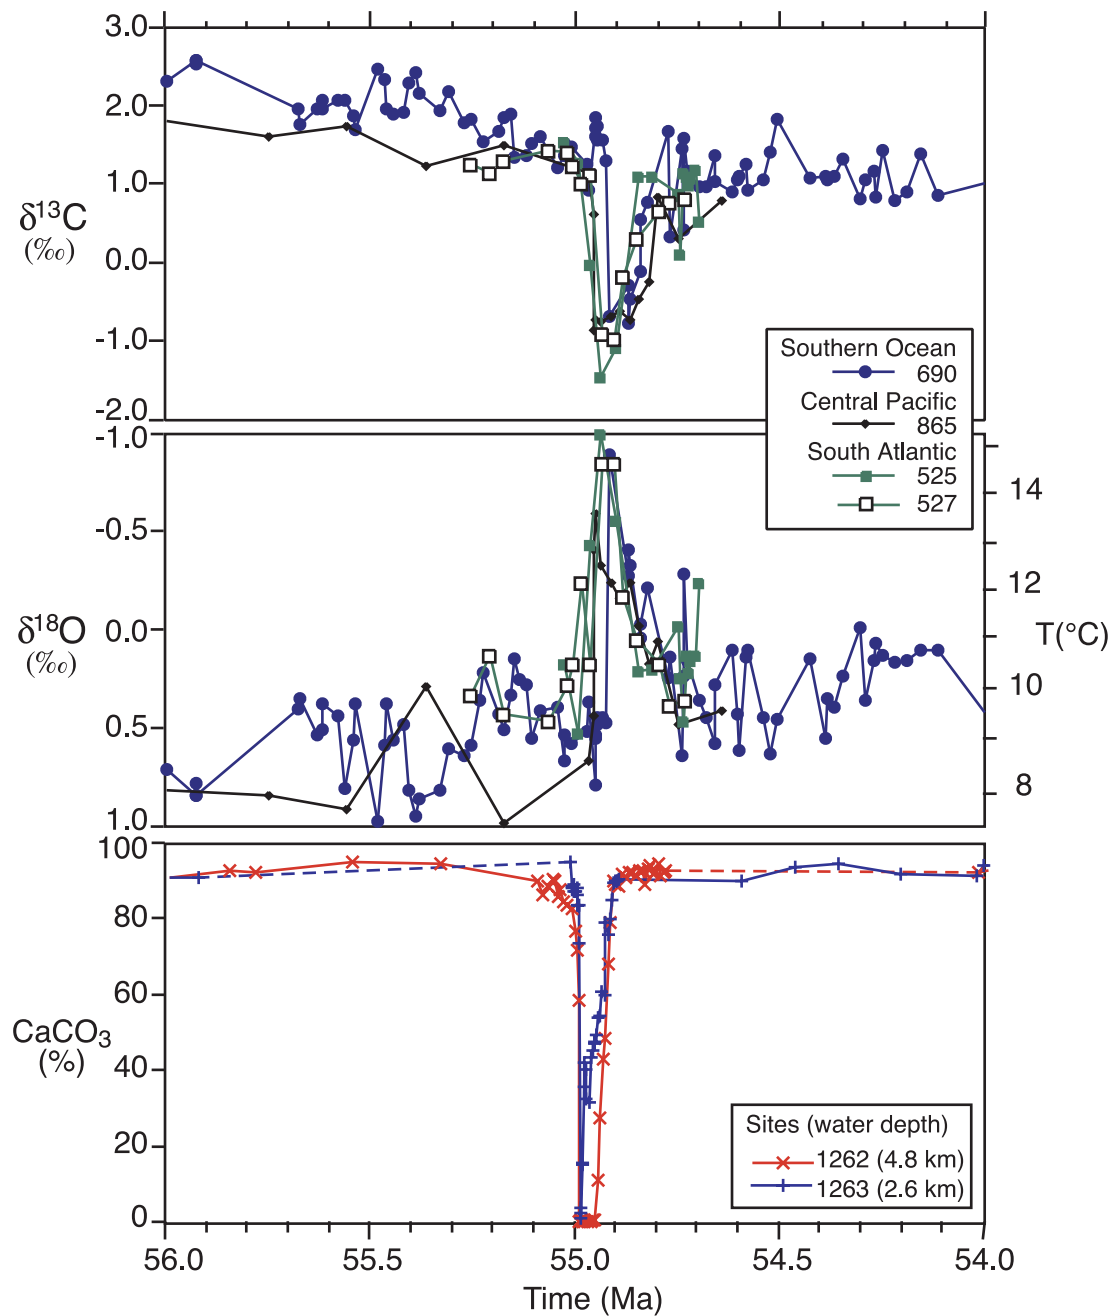 3.0
2.0
1.0
0.0
-1.0
-2.0
δ13C
(‰)
Southern Ocean
690
Central Pacific
865
South Atlantic
525
527
-1.0
-0.5
0.0
0.5
1.0
δ18O
(‰)
14
12
10
8
T(°C)
100
80
60
40
20
0
CaCO3
(%)
Sites (water depth)
1262 (4.8 km)
1263 (2.6 km)
56.0 55.5 55.0 54.5 54.0
Time (Ma)